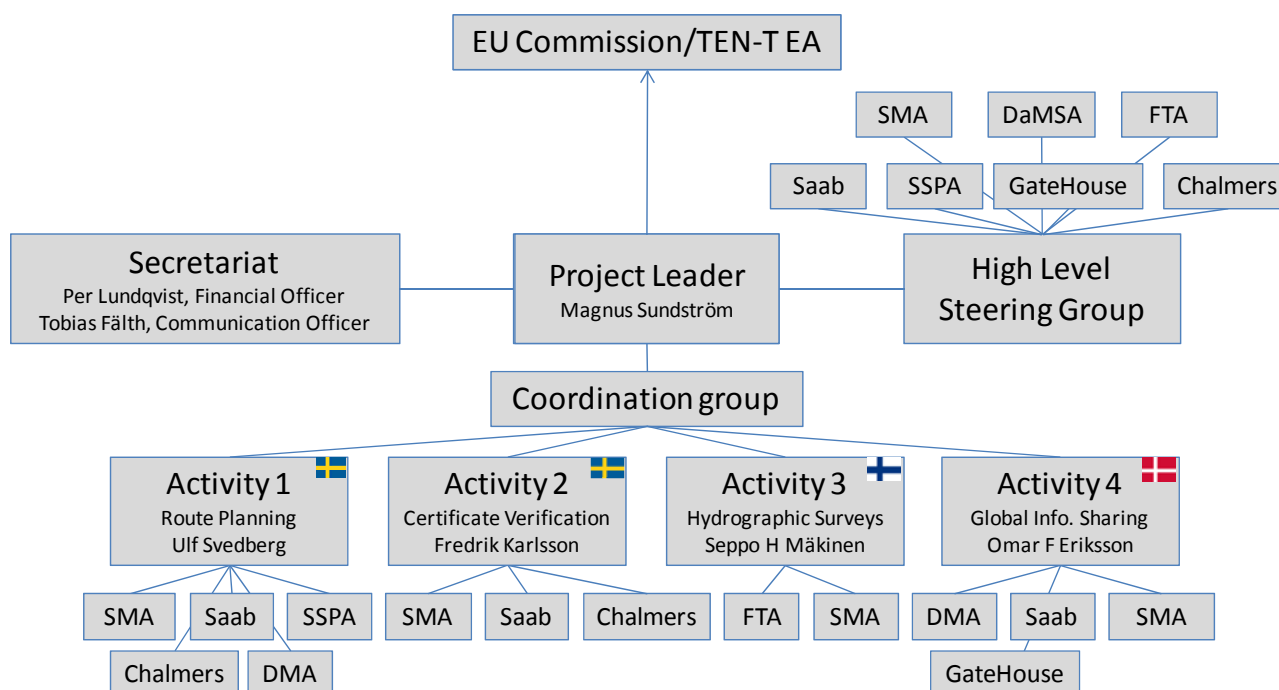 EU Commission/TEN-T EA
SMA
DaMSA
FTA
Saab
SSPA
GateHouse
Chalmers
Secretariat
Per Lundqvist, Financial Officer
Tobias Fälth, Communication Officer
Project Leader
Magnus Sundström
High Level
Steering Group
Coordination group
Activity 1
Route Planning
Ulf Svedberg
Activity 2
Certificate Verification
Fredrik Karlsson
Activity 3
Hydrographic Surveys
Seppo H Mäkinen
Activity 4
Global Info. Sharing
Omar F Eriksson
SMA
Saab
SSPA
Chalmers
DMA
SMA
Saab
Chalmers
FTA
SMA
DMA
Saab
SMA
GateHouse